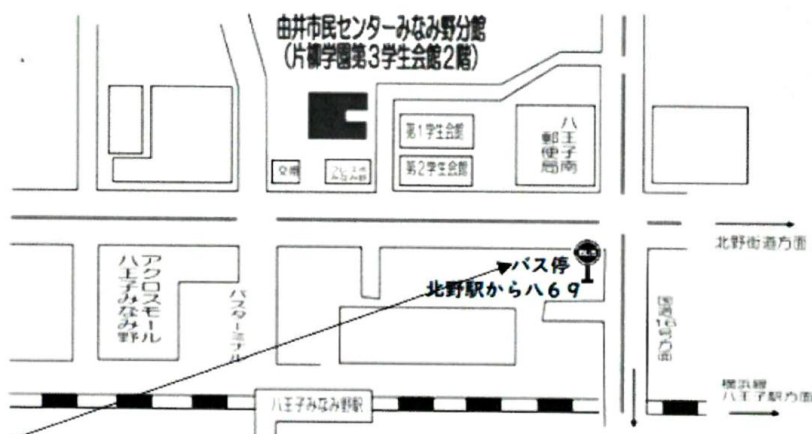 由井市民センターみなみ野分館
(片柳学園第3学生会館2階)
第1学生会館
第2学生会館
八王子南
郵便局
交番
北野街道方面
アクロスモール
八王子みなみ野
バスターミナル
BUS
バス停
北野駅から八69
国道16号方面
八王子みなみ野駅
横浜線
八王子駅方面